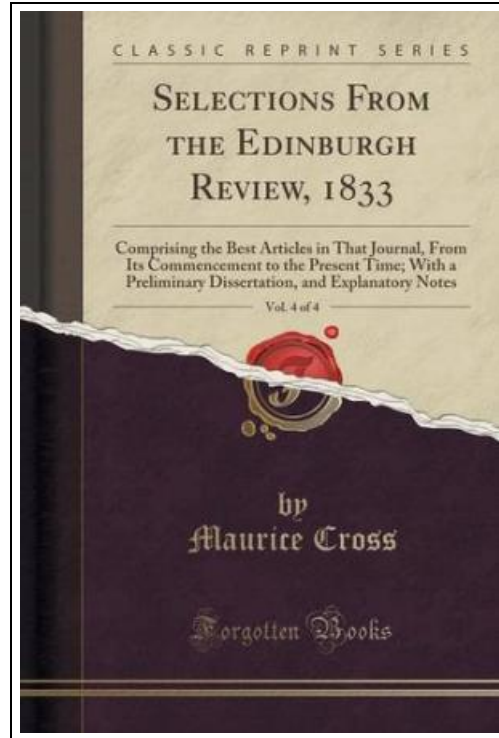 CLASSIC REPRINT SERIES
SELECTIONS FROM
THE EDINBURGH
REVIEW, 1833
Comprising the Best Articles in That Journal, From
Its Commencement to the Present Time; With a
Preliminary Dissertation, and Explanatory Notes
Vol. 4 of 4
by
Maurice Cross
Forgotten Books